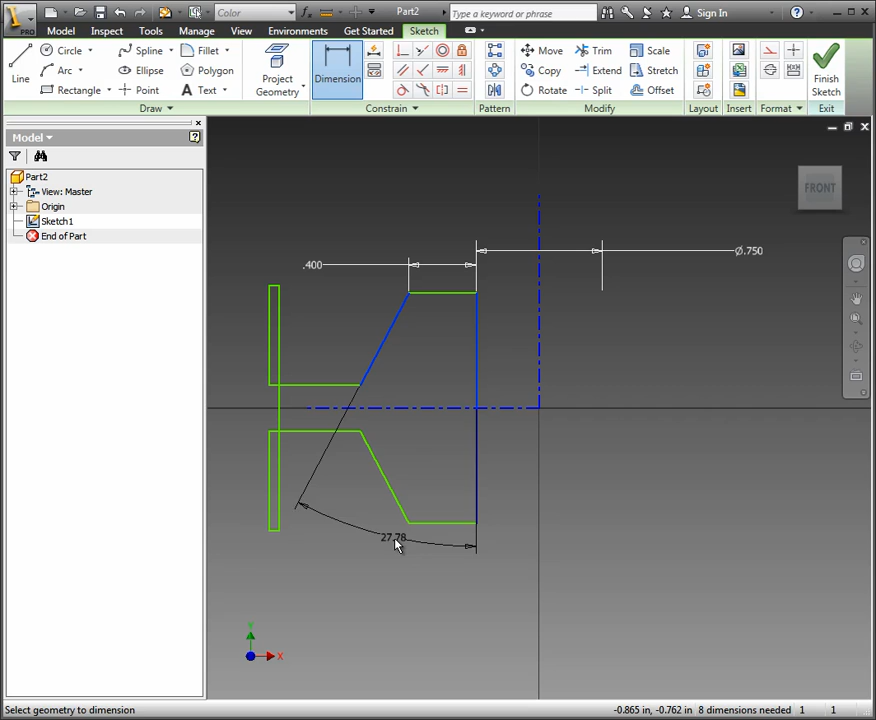 PRO
Color
Part2
Type a keyword or phrase
Sign In
Model Inspect Tools Manage View Environments Get Started Sketch
Line
Circle
Arc
Rectangle
Spline
Ellipse
Point
Fillet
Polygon
Text
Project Geometry
Dimension
Move
Copy
Rotate
Trim
Extend
Split
Scale
Stretch
Offset
Finish Sketch
Draw Constrain Pattern Modify Layout Insert Format Exit
Model
Part2
View: Master
Origin
Sketch1
End of Part
FRONT
Ø.750
.400
27.78
Y
X
Select geometry to dimension
-0.865 in, -0.762 in 8 dimensions needed 1 1